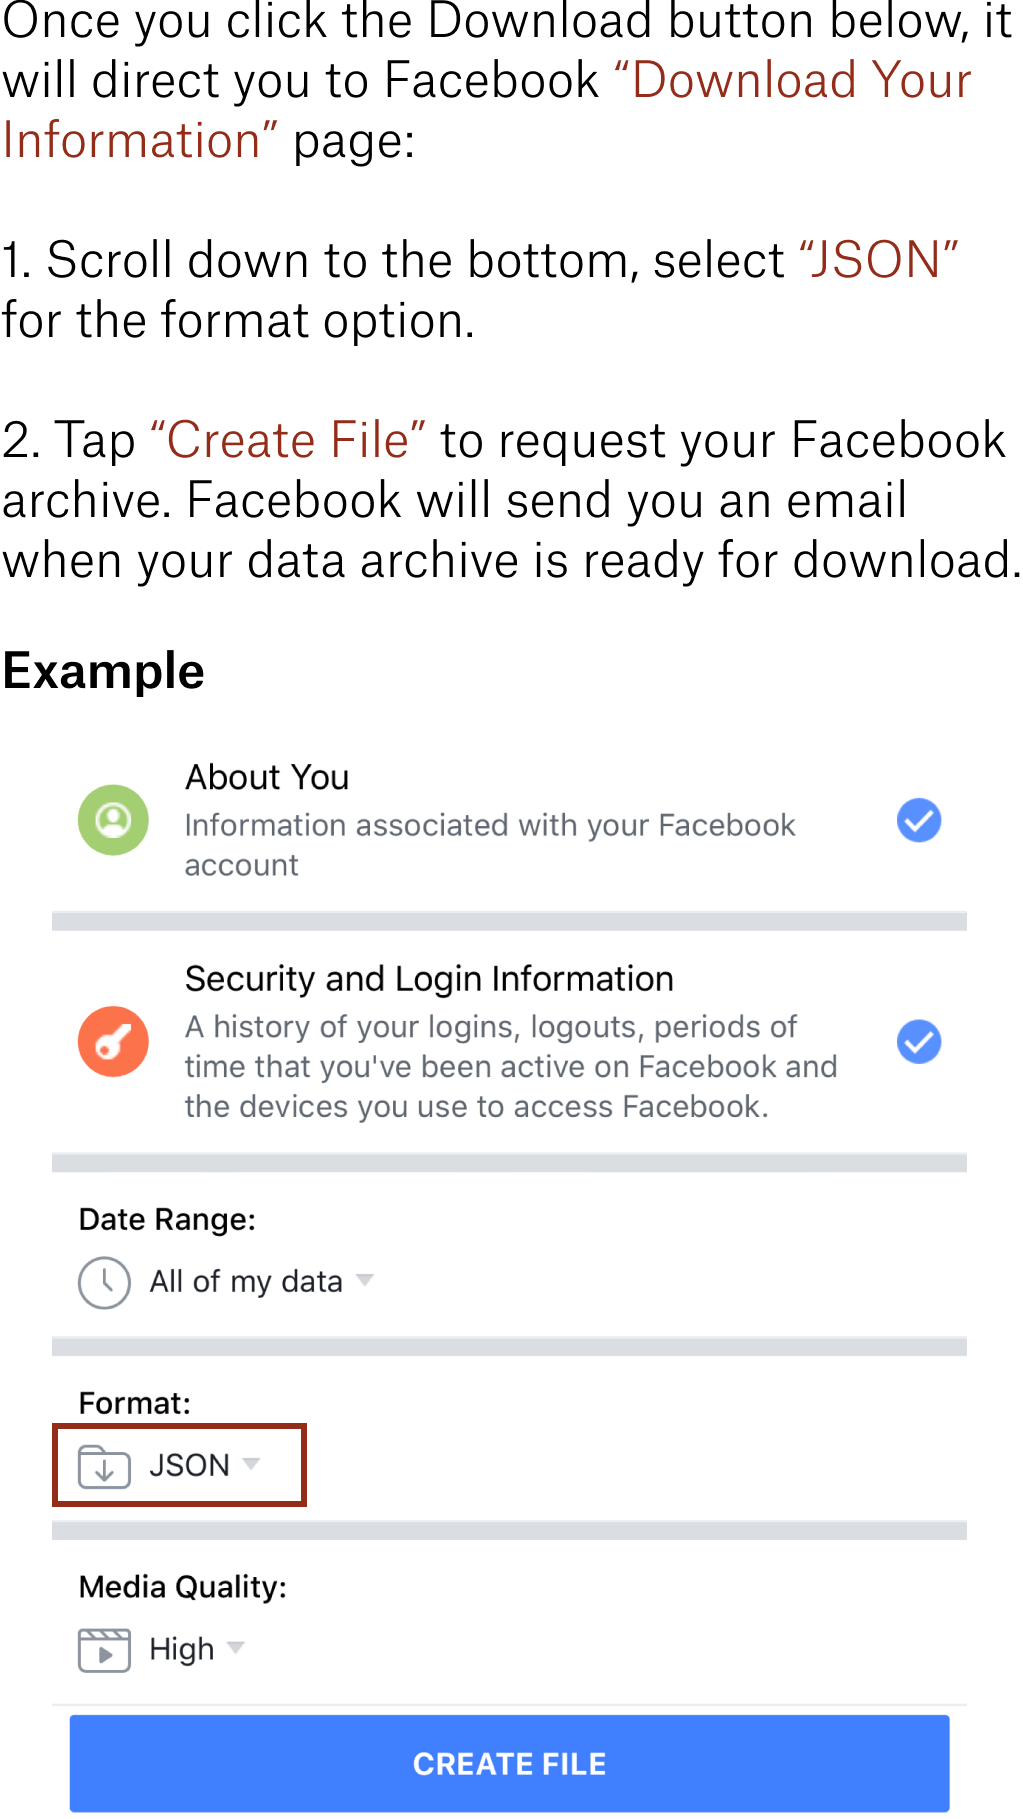 Once you click the Download button below, it
will direct you to Facebook “Download Your
Information” page:
1. Scroll down to the bottom, select “JSON”
for the format option.
2. Tap “Create File” to request your Facebook
archive. Facebook will send you an email
when your data archive is ready for download.
Example
About You
Information associated with your Facebook
account
Security and Login Information
A history of your logins, logouts, periods of
time that you've been active on Facebook and
the devices you use to access Facebook.
Date Range:
All of my data
Format:
JSON
Media Quality:
High
CREATE FILE